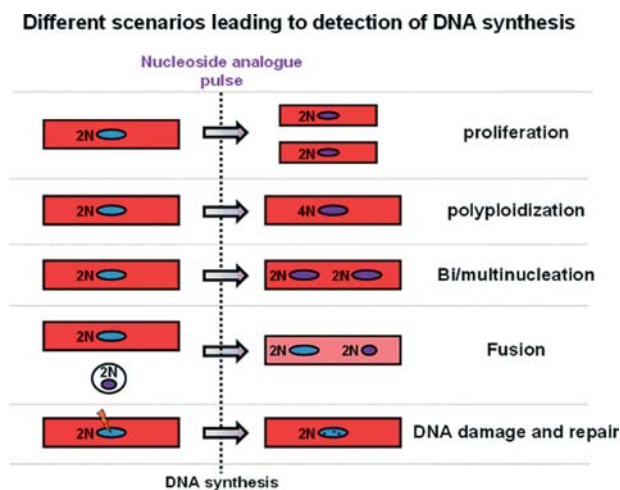 Different scenarios leading to detection of DNA synthesis
Nucleoside analogue
pulse
2N
2N
2N
proliferation
2N
4N
polyploidization
2N
2N 2N
Bi/multinucleation
2N
2N
2N 2N
Fusion
2N
2N
DNA damage and repair
DNA synthesis